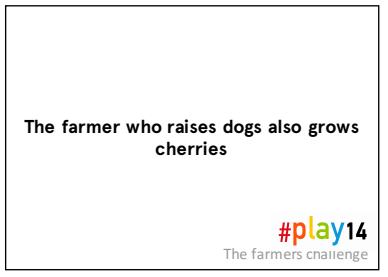 The farmer who raises dogs also grows
cherries
#play14
The farmers challenge